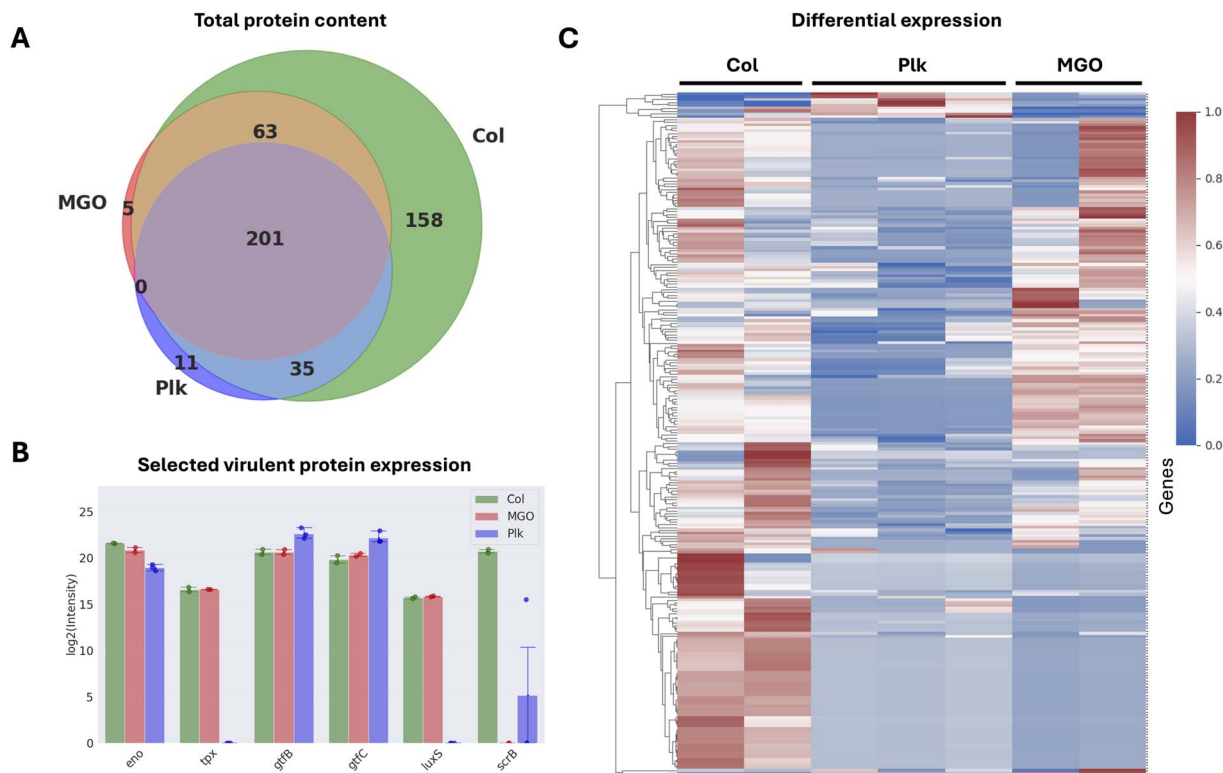 Total protein content
A
MGO
Col
Plk
63
5
158
201
0
11
35
B
Selected virulent protein expression
log2(Intensity)
25
20
15
10
5
0
Col
MGO
Plk
eno
tpx
gtfB
gtfC
luxS
scrB
C
Differential expression
Col
Plk
MGO
1.0
0.8
0.6
0.4
0.2
0.0
Genes